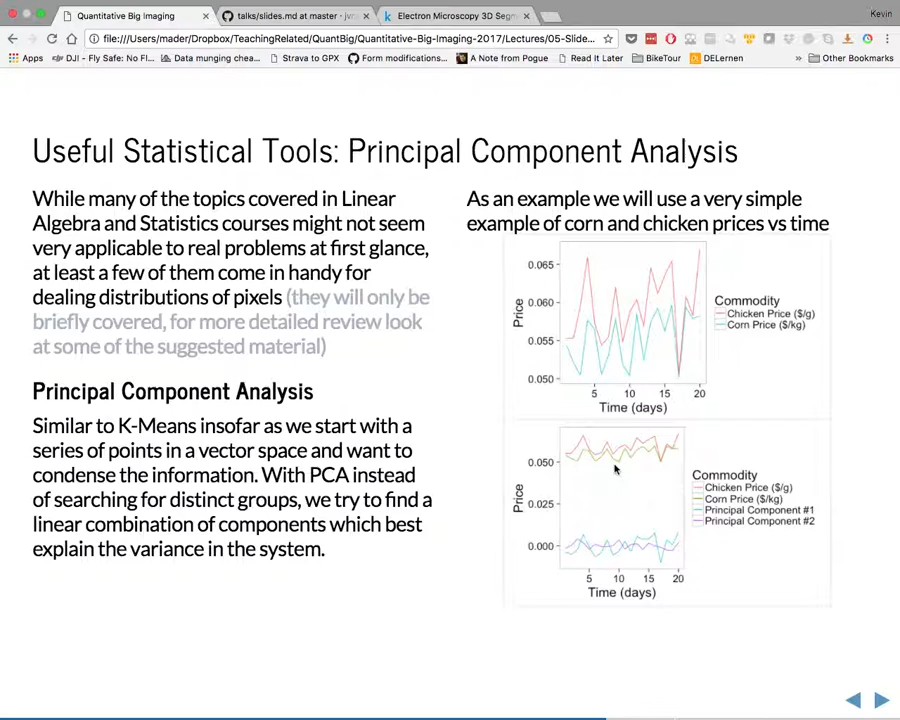 Kevin
Quantitative Big Imaging
talks/slides.md at master · jvr
Electron Microscopy 3D Segm
file:///Users/mader/Dropbox/TeachingRelated/QuantBig/Quantitative-Big-Imaging-2017/Lectures/05-Slide...
Apps
DJI - Fly Safe: No Fl...
Data munging chea...
Strava to GPX
Form modifications...
A Note from Pogue
Read It Later
BikeTour
DELernen
»
Other Bookmarks
Useful Statistical Tools: Principal Component Analysis
While many of the topics covered in Linear
Algebra and Statistics courses might not seem
very applicable to real problems at first glance,
at least a few of them come in handy for
dealing distributions of pixels (they will only be
briefly covered, for more detailed review look
at some of the suggested material)
Principal Component Analysis
Similar to K-Means insofar as we start with a
series of points in a vector space and want to
condense the information. With PCA instead
of searching for distinct groups, we try to find a
linear combination of components which best
explain the variance in the system.
As an example we will use a very simple
example of corn and chicken prices vs time
0.065
0.060
0.055
0.050
Price
5 10 15 20
Time (days)
Commodity
Chicken Price ($/g)
Corn Price ($/kg)
0.050
0.025
0.000
Price
5 10 15 20
Time (days)
Commodity
Chicken Price ($/g)
Corn Price ($/kg)
Principal Component #1
Principal Component #2